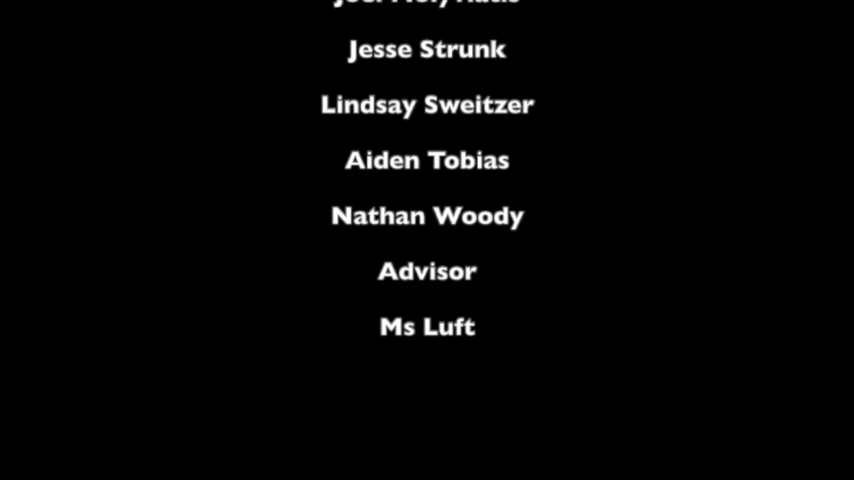 Jesse Strunk
Lindsay Sweitzer
Aiden Tobias
Nathan Woody
Advisor
Ms Luft